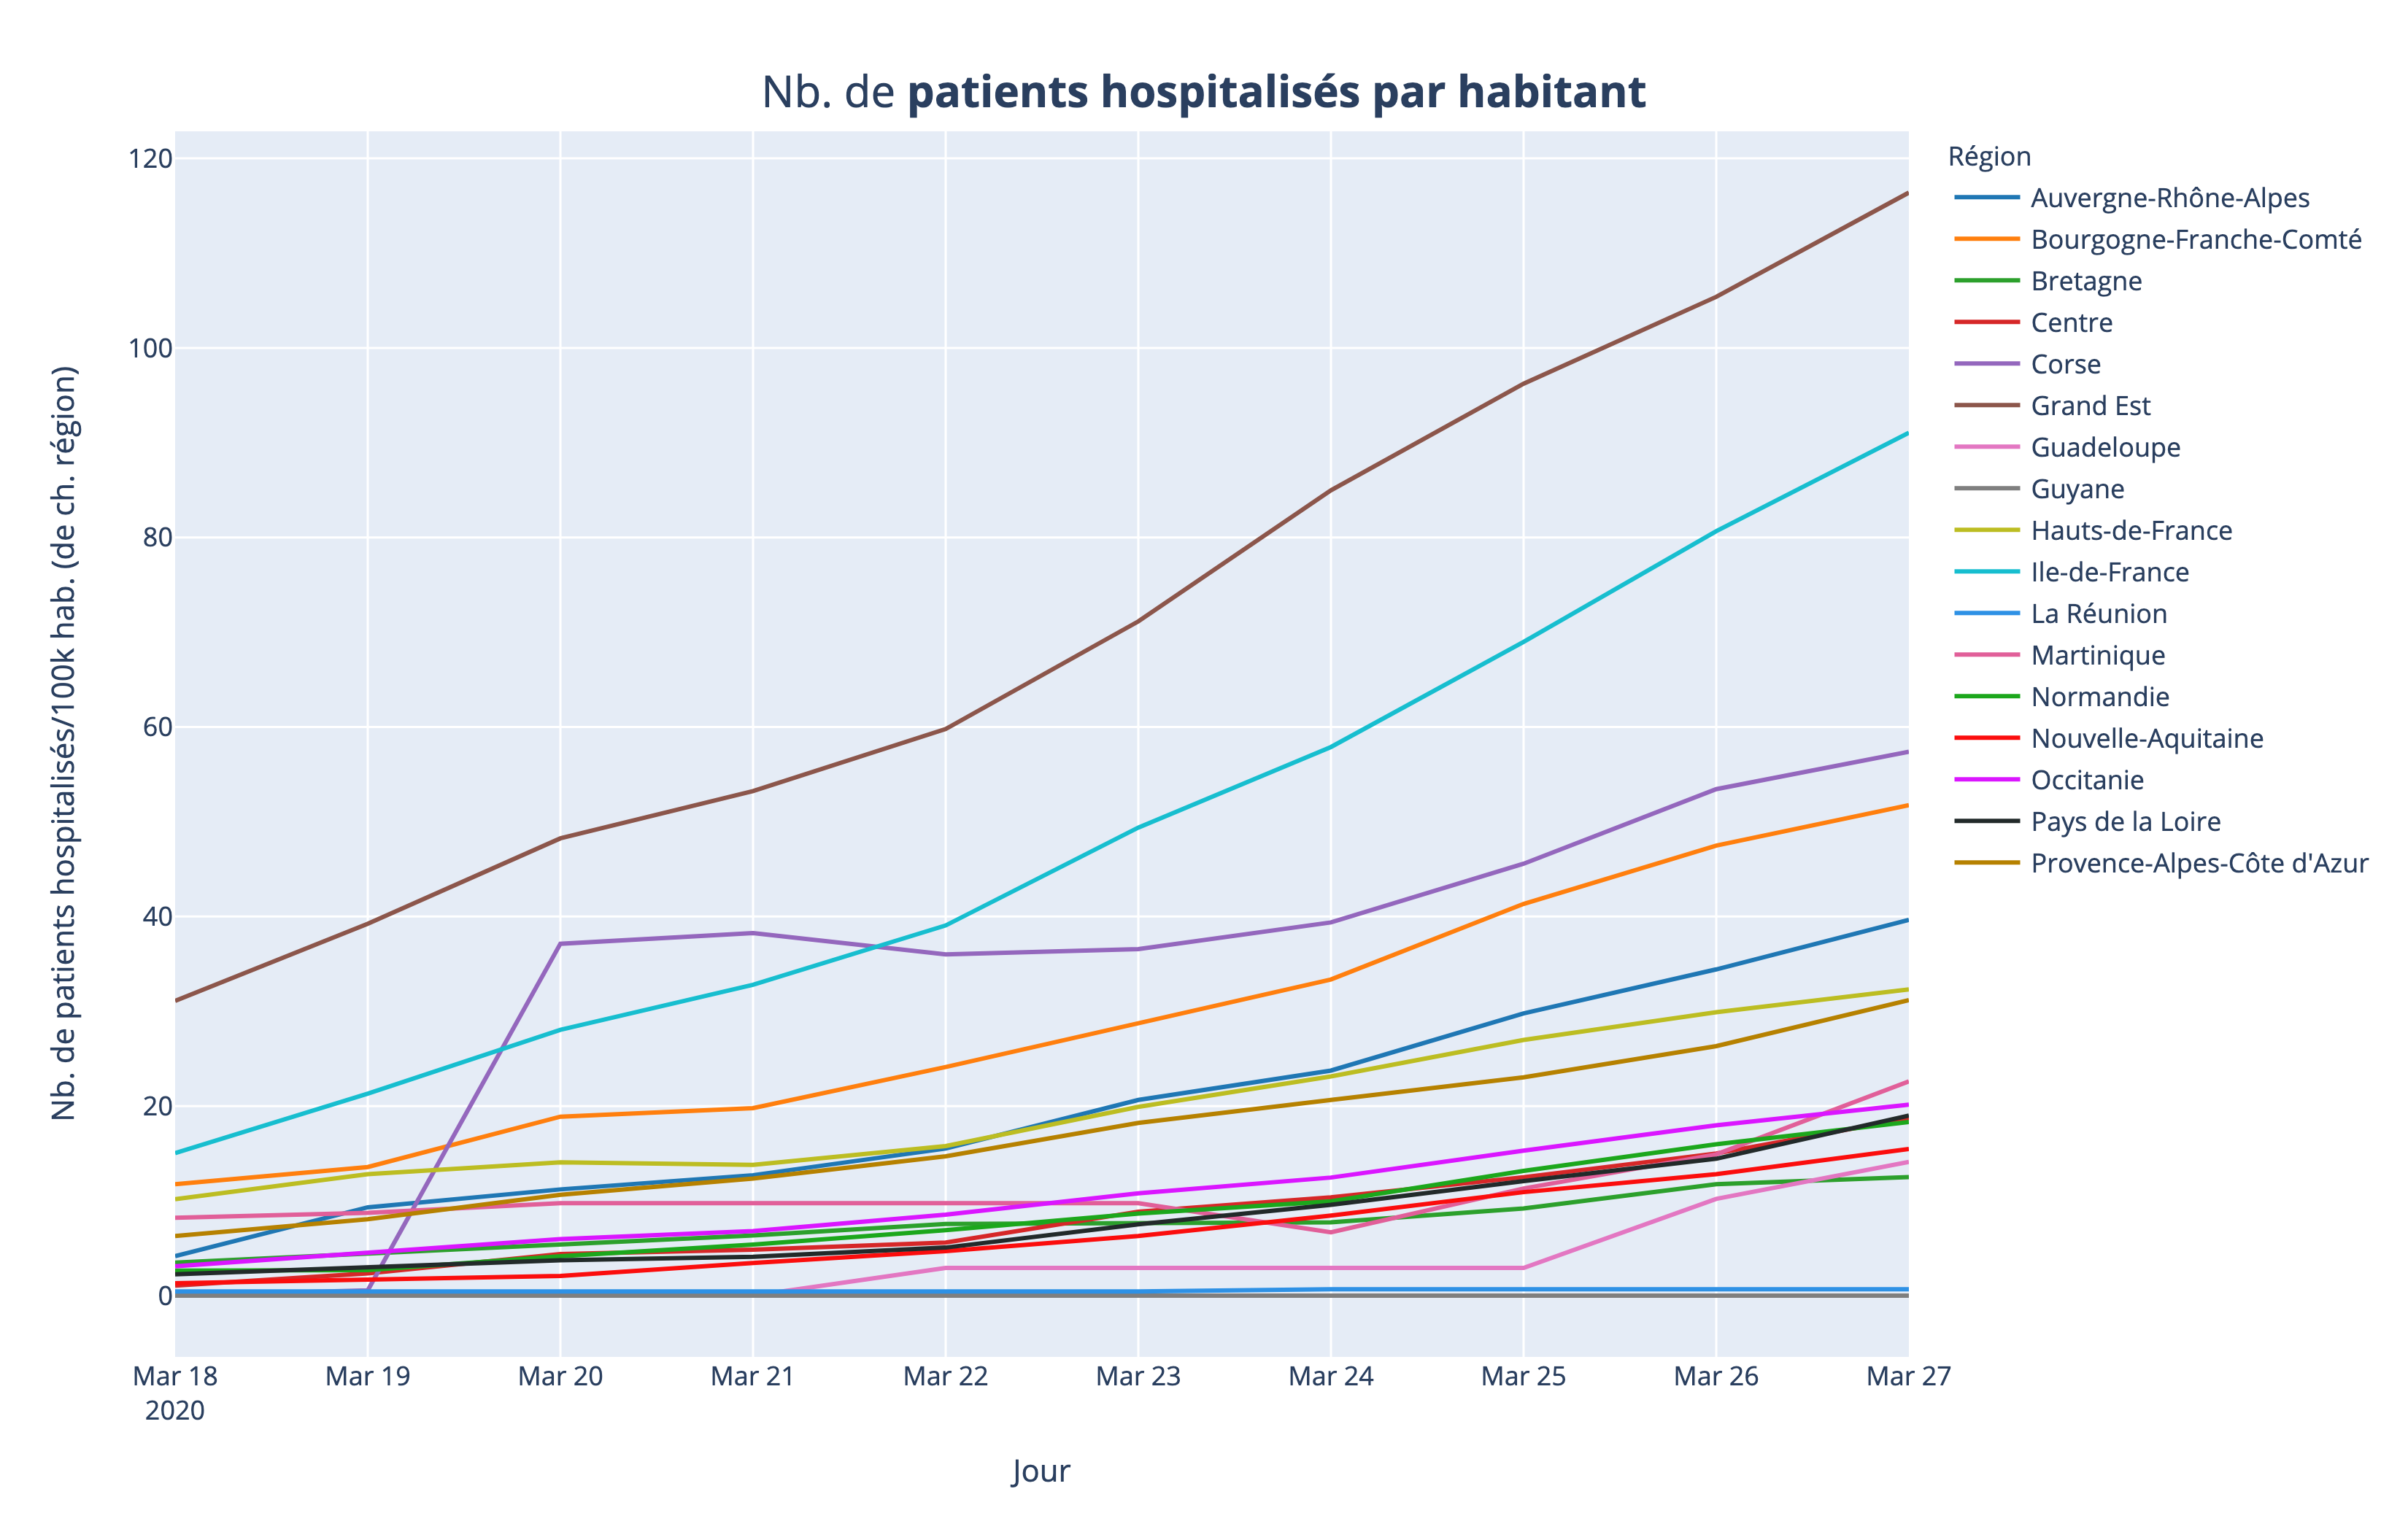 Nb. de patients hospitalisés par habitant
Nb. de patients hospitalisés/100k hab. (de ch. région)
120
100
80
60
40
20
0
Mar 18
2020
Mar 19
Mar 20
Mar 21
Mar 22
Mar 23
Mar 24
Mar 25
Mar 26
Mar 27
Jour
Région
Auvergne-Rhône-Alpes
Bourgogne-Franche-Comté
Bretagne
Centre
Corse
Grand Est
Guadeloupe
Guyane
Hauts-de-France
Ile-de-France
La Réunion
Martinique
Normandie
Nouvelle-Aquitaine
Occitanie
Pays de la Loire
Provence-Alpes-Côte d'Azur